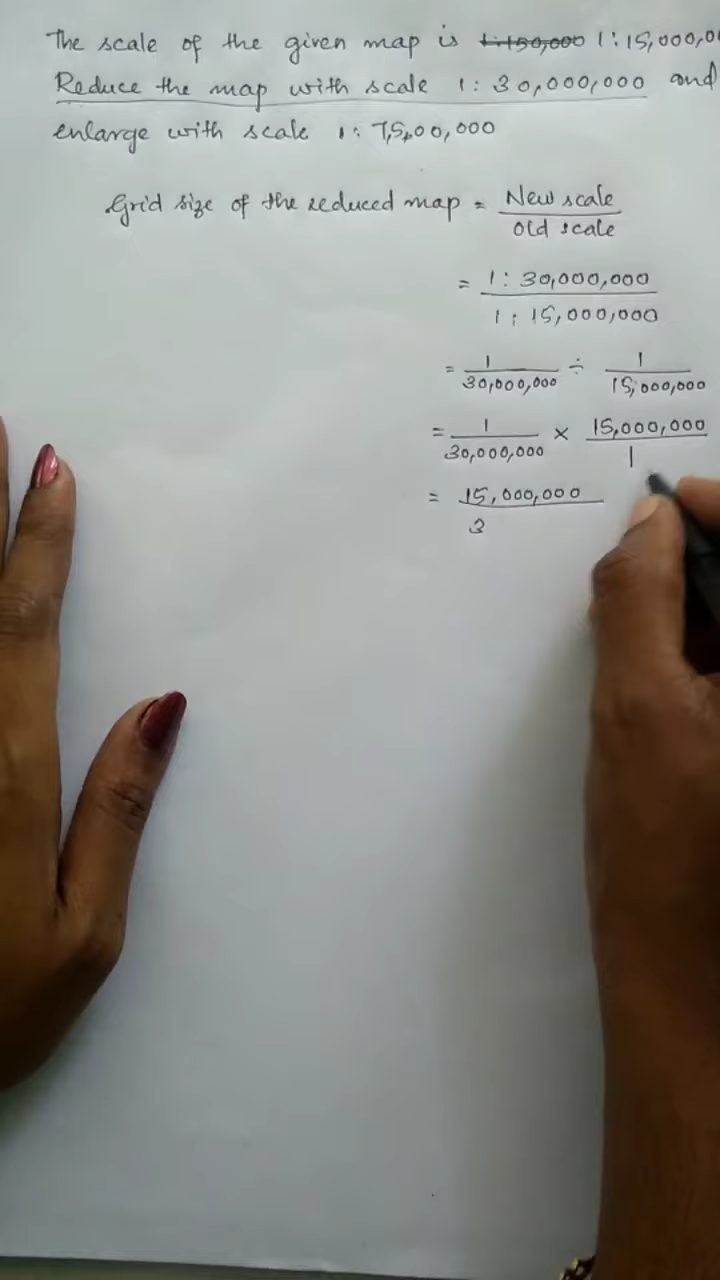 The scale of the given map is 1:150,000 1:15,000,0
Reduce the map with scale 1:30,000,000 and
enlarge with scale 1:7,5,00,000
Grid size of the reduced map = New scale
Old scale
= 1:30,000,000
1:15,000,000
= 1 ÷ 1
30,000,000 15,000,000
= 1 × 15,000,000
30,000,000 1
= 15,000,000
3